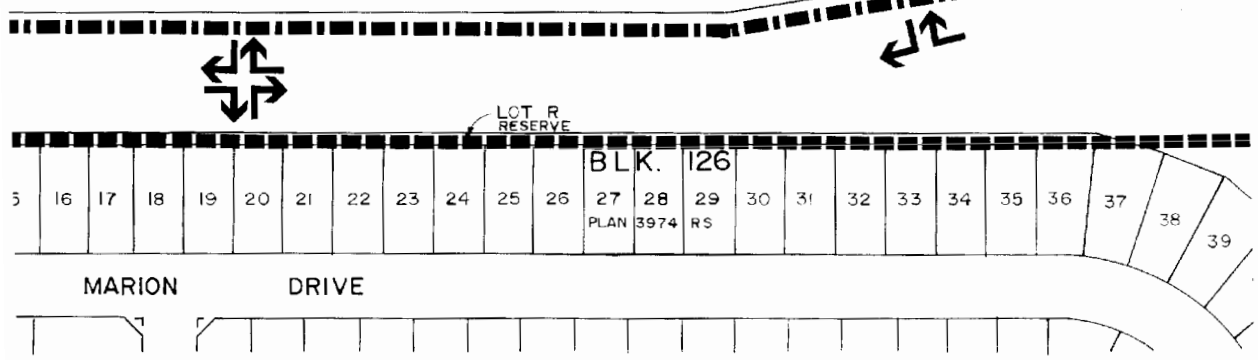 LOT R
RESERVE
BLK. 126
16 17 18 19 20 21 22 23 24 25 26 27 28 29 30 31 32 33 34 35 36 37 38 39
PLAN 3974 RS
MARION DRIVE